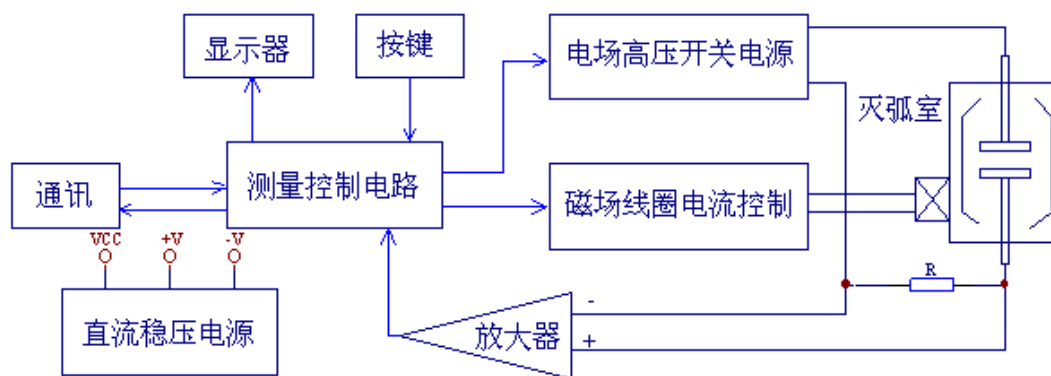 显示器
按键
电场高压开关电源
灭弧室
通讯
测量控制电路
磁场线圈电流控制
VCC
+V
-V
R
直流稳压电源
放大器
-
+